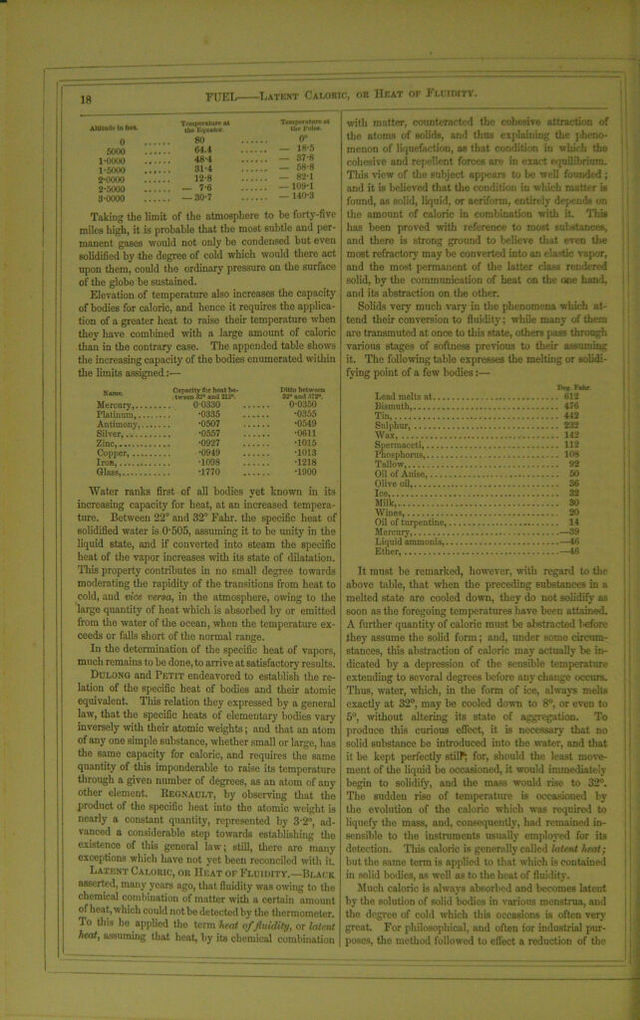 18
FUEL——LATENT CALORIC, OR HEAT OF FLUIDITY.
Altitude in feet. Temperature at the Equator. Temperature at the Poles.
0 ...... 80 ...... 0°
5000 ...... 64.4 ...... — 18·5
1·0000 ...... 48·4 ...... — 37·8
1·5000 ...... 31·4 ...... — 58·8
2·0000 ...... 12·8 ...... — 82·1
2·5000 ...... — 7·6 ...... — 109·1
3·0000 ...... — 30·7 ...... — 140·3
Taking the limit of the atmosphere to be forty-five
miles high, it is probable that the most subtle and per-
manent gases would not only be condensed but even
solidified by the degree of cold which would there act
upon them, could the ordinary pressure on the surface
of the globe be sustained.
Elevation of temperature also increases the capacity
of bodies for caloric, and hence it requires the applica-
tion of a greater heat to raise their temperature when
they have combined with a large amount of caloric
than in the contrary case. The appended table shows
the increasing capacity of the bodies enumerated within
the limits assigned:—
Name. Capacity for heat be-tween 32° and 212°. Ditto between 32° and 572°.
Mercury,......... 0·0330 ...... 0·0350
Platinum,........ ·0335 ...... ·0355
Antimony,....... ·0507 ...... ·0549
Silver,........... ·0557 ...... ·0611
Zinc,............ ·0927 ...... ·1015
Copper,.......... ·0949 ...... ·1013
Iron,............ ·1098 ...... ·1218
Glass,........... ·1770 ...... ·1900
Water ranks first of all bodies yet known in its
increasing capacity for heat, at an increased tempera-
ture. Between 22° and 32° Fahr. the specific heat of
solidified water is 0·505, assuming it to be unity in the
liquid state, and if converted into steam the specific
heat of the vapor increases with its state of dilatation.
This property contributes in no small degree towards
moderating the rapidity of the transitions from heat to
cold, and vice versa, in the atmosphere, owing to the
large quantity of heat which is absorbed by or emitted
from the water of the ocean, when the temperature ex-
ceeds or falls short of the normal range.
In the determination of the specific heat of vapors,
much remains to be done, to arrive at satisfactory results.
DULONG and PETIT endeavored to establish the re-
lation of the specific heat of bodies and their atomic
equivalent. This relation they expressed by a general
law, that the specific heats of elementary bodies vary
inversely with their atomic weights; and that an atom
of any one simple substance, whether small or large, has
the same capacity for caloric, and requires the same
quantity of this imponderable to raise its temperature
through a given number of degrees, as an atom of any
other element. REGNAULT, by observing that the
product of the specific heat into the atomic weight is
nearly a constant quantity, represented by 3·2°, ad-
vanced a considerable step towards establishing the
existence of this general law; still, there are many
exceptions which have not yet been reconciled with it.
LATENT CALORIC, OR HEAT OF FLUIDITY.—BLACK
asserted, many years ago, that fluidity was owing to the
chemical combination of matter with a certain amount
of heat, which could not be detected by the thermometer.
To this be applied the term heat of fluidity, or latent
heat, assuming that heat, by its chemical combination
with matter, counteracted the cohesive attraction of
the atoms of solids, and thus explaining the pheno-
menon of liquefaction, as that condition in which the
cohesive and repellent forces are in exact equilibrium.
This view of the subject appears to be well founded;
and it is believed that the condition in which matter is
found, as solid, liquid, or aeriform, entirely depends on
the amount of caloric in combination with it. This
has been proved with reference to most substances,
and there is strong ground to believe that even the
most refractory may be converted into an elastic vapor,
and the most permanent of the latter class rendered
solid, by the communication of heat on the one hand,
and its abstraction on the other.
Solids very much vary in the phenomena which at-
tend their conversion to fluidity; while many of them
are transmuted at once to this state, others pass through
various stages of softness previous to their assuming
it. The following table expresses the melting or solidi-
fying point of a few bodies:—
Deg. Fahr.
Lead melts at........................ 612
Bismuth,............................ 476
Tin,................................ 442
Sulphur,............................ 232
Wax,................................ 142
Spermaceti,......................... 112
Phosphorus,......................... 108
Tallow,............................. 92
Oil of Anise,....................... 50
Olive oil,.......................... 36
Ice,................................ 32
Milk,............................... 30
Wines,.............................. 20
Oil of turpentine,.................. 14
Mercury,............................ —39
Liquid ammonia,..................... —46
Ether,.............................. —46
It must be remarked, however, with regard to the
above table, that when the preceding substances in a
melted state are cooled down, they do not solidify as
soon as the foregoing temperatures have been attained.
A further quantity of caloric must be abstracted before
they assume the solid form; and, under some circum-
stances, this abstraction of caloric may actually be in-
dicated by a depression of the sensible temperature
extending to several degrees before any change occurs.
Thus, water, which, in the form of ice, always melts
exactly at 32°, may be cooled down to 8°, or even to
5°, without altering its state of aggregation. To
produce this curious effect, it is necessary that no
solid substance be introduced into the water, and that
it be kept perfectly still; for, should the least move-
ment of the liquid be occasioned, it would immediately
begin to solidify, and the mass would rise to 32°.
The sudden rise of temperature is occasioned by
the evolution of the caloric which was required to
liquefy the mass, and, consequently, had remained in-
sensible to the instruments usually employed for its
detection. This caloric is generally called latent heat;
but the same term is applied to that which is contained
in solid bodies, as well as to the heat of fluidity.
Much caloric is always absorbed and becomes latent
by the solution of solid bodies in various menstrua, and
the degree of cold which this occasions is often very
great. For philosophical, and often for industrial pur-
poses, the method followed to effect a reduction of the